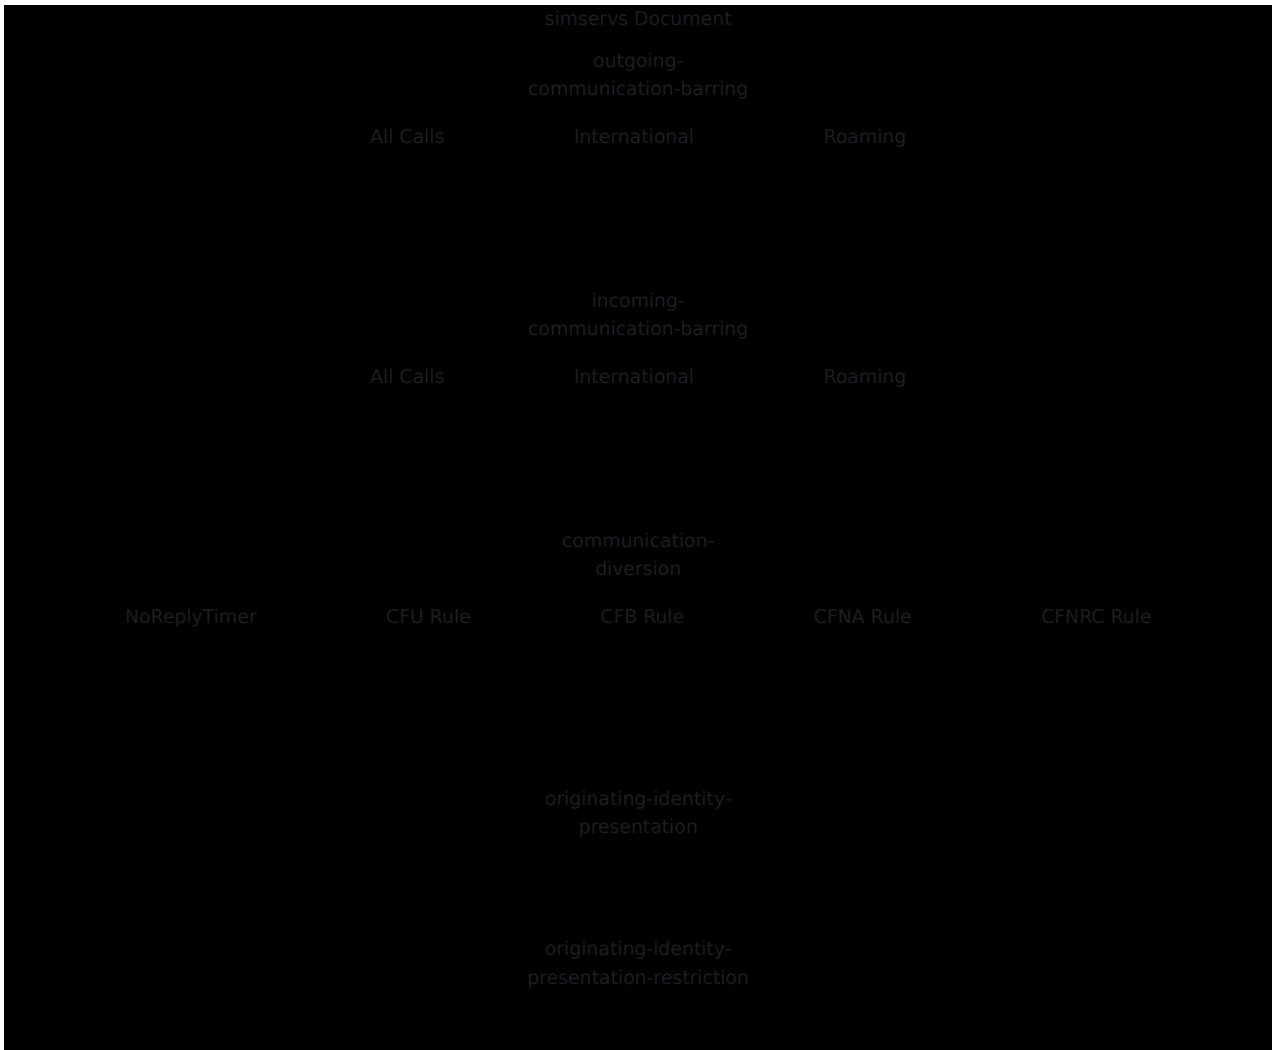 simservs Document
outgoing-
communication-barring
All Calls International Roaming
incoming-
communication-barring
All Calls International Roaming
communication-
diversion
NoReplyTimer CFU Rule CFB Rule CFNA Rule CFNRC Rule
originating-identity-
presentation
originating-identity-
presentation-restriction